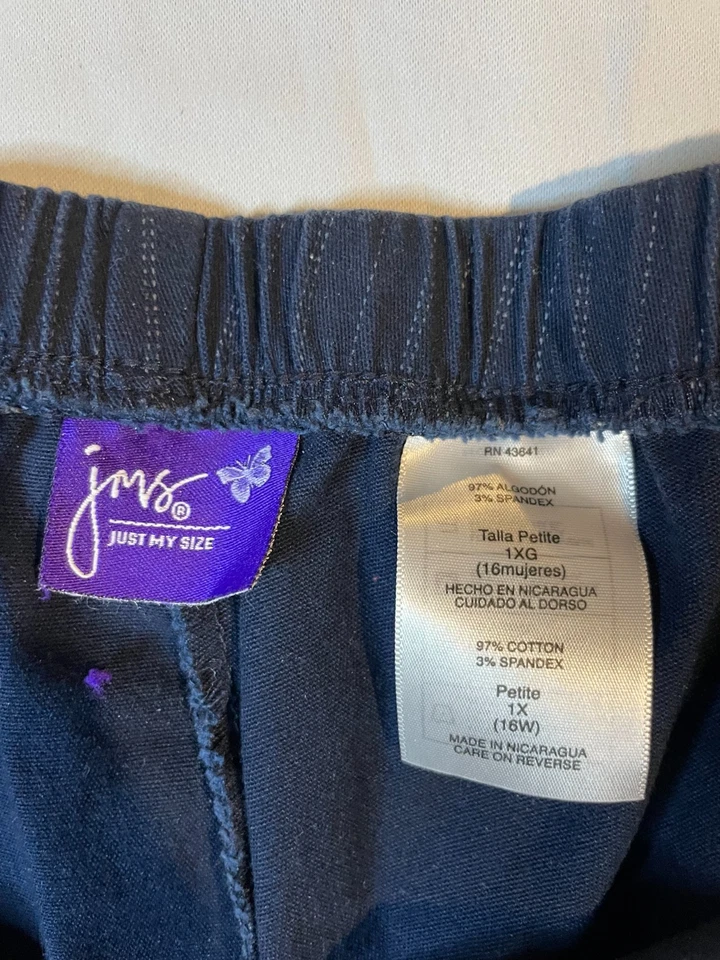 jms®
JUST MY SIZE
RN 43641
97% ALGODÓN
3% SPANDEX
Talla Petite
1XG
(16mujeres)
HECHO EN NICARAGUA
CUIDADO AL DORSO
97% COTTON
3% SPANDEX
Petite
1X
(16W)
MADE IN NICARAGUA
CARE ON REVERSE